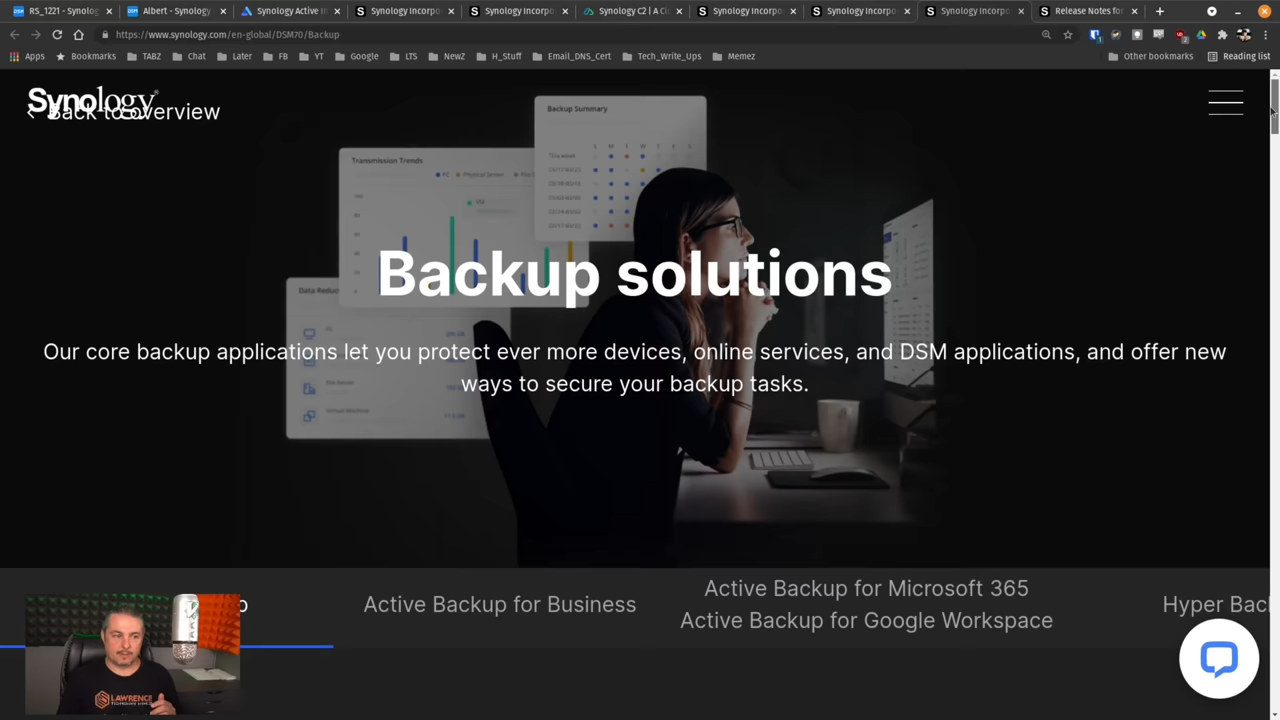 RS_1221 - Synolog
Albert - Synology
Synology Active In
Synology Incorpo
Synology Incorpo
Synology C2 | A Cl
Synology Incorpo
Synology Incorpo
Synology Incorpo
Release Notes for
https://www.synology.com/en-global/DSM70/Backup
Apps
Bookmarks
TABZ
Chat
Later
FB
YT
Google
LTS
NewZ
H_Stuff
Email_DNS_Cert
Tech_Write_Ups
Memez
Other bookmarks
Reading list
Synology
Back to overview
Backup Summary
Transmission Trends
Backup solutions
Our core backup applications let you protect ever more devices, online services, and DSM applications, and offer new
ways to secure your backup tasks.
Active Backup for Business
Active Backup for Microsoft 365
Active Backup for Google Workspace
Hyper Bac
LAWRENCE